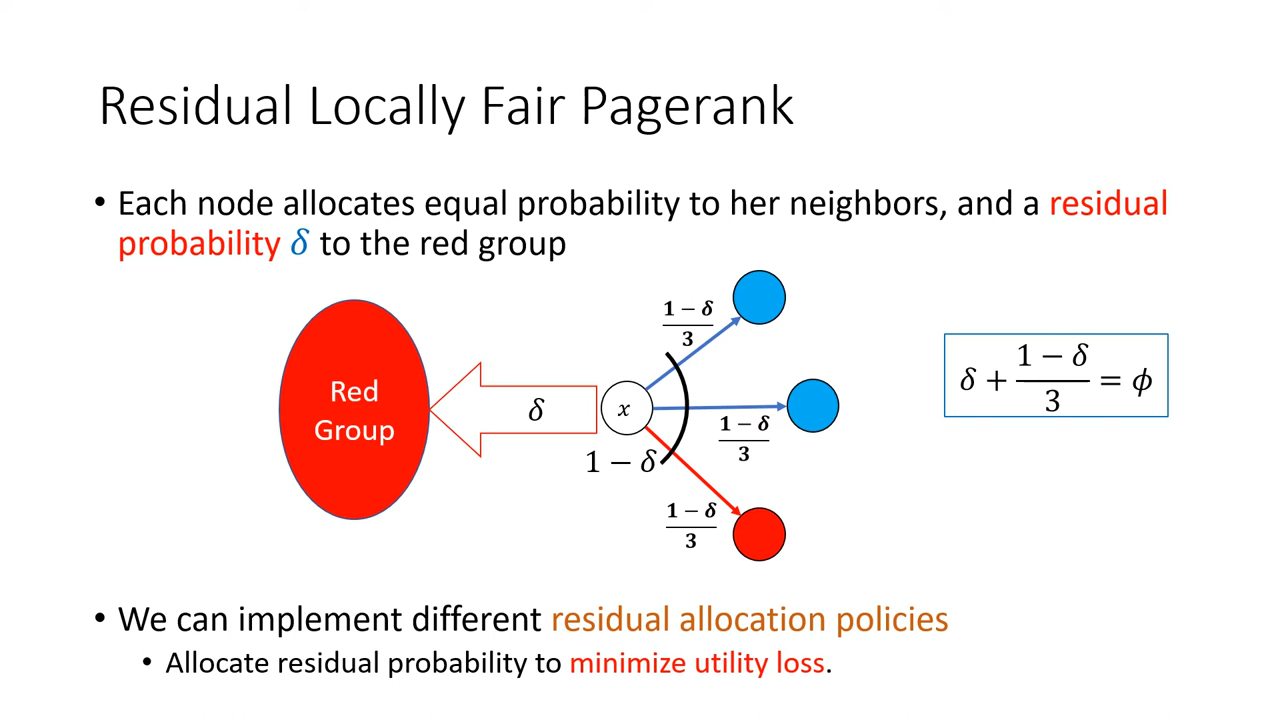 Residual Locally Fair Pagerank
• Each node allocates equal probability to her neighbors, and a residual
probability δ to the red group
1 − δ
3
Red
Group
δ
x
1 − δ
1 − δ
3
1 − δ
3
δ + (1 − δ)/3 = ϕ
• We can implement different residual allocation policies
• Allocate residual probability to minimize utility loss.